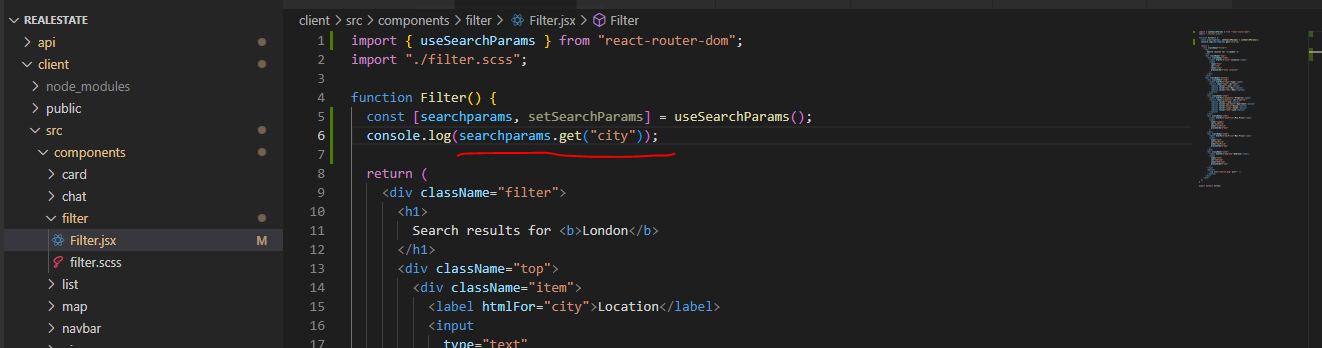 REALESTATE
api
client
node_modules
public
src
components
card
chat
filter
Filter.jsx M
filter.scss
list
map
navbar
client > src > components > filter > Filter.jsx > Filter
1 import { useSearchParams } from "react-router-dom";
2 import "./filter.scss";
3
4 function Filter() {
5 const [searchparams, setSearchParams] = useSearchParams();
6 console.log(searchparams.get("city"));
7
8 return (
9 <div className="filter">
10 <h1>
11 Search results for <b>London</b>
12 </h1>
13 <div className="top">
14 <div className="item">
15 <label htmlFor="city">Location</label>
16 <input
17 type="text"